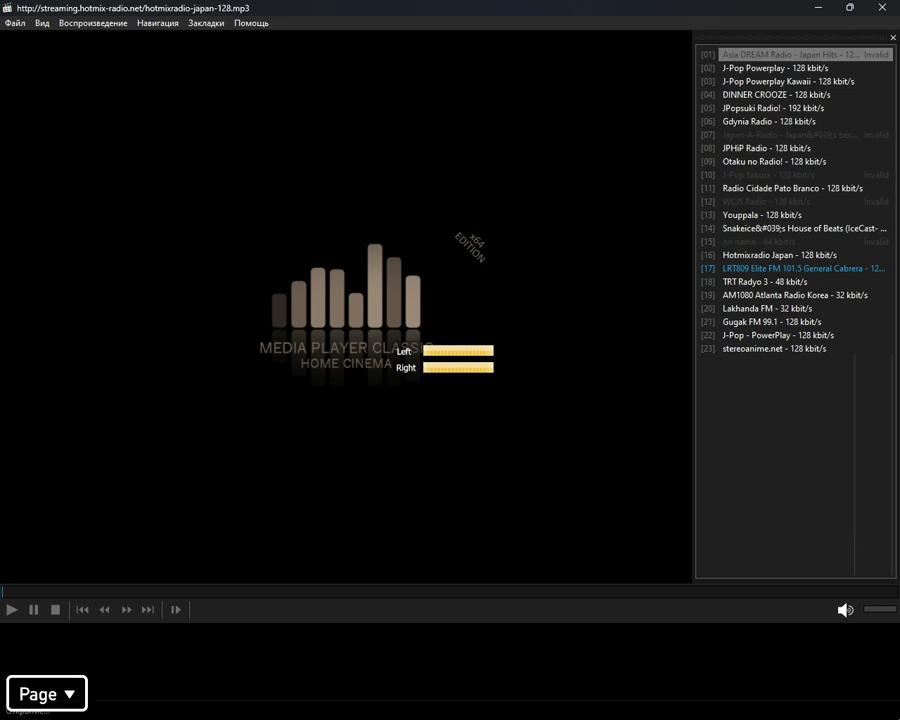 http://streaming.hotmix-radio.net/hotmixradio-japan-128.mp3
Файл Вид Воспроизведение Навигация Закладки Помощь
[01] Asia DREAM Radio - Japan Hits - 12... Invalid
[02] J-Pop Powerplay - 128 kbit/s
[03] J-Pop Powerplay Kawaii - 128 kbit/s
[04] DINNER CROOZE - 128 kbit/s
[05] JPopsuki Radio! - 192 kbit/s
[06] Gdynia Radio - 128 kbit/s
[07] Japan-A-Radio - Japan&#039;s bes... Invalid
[08] JPHiP Radio - 128 kbit/s
[09] Otaku no Radio! - 128 kbit/s
[10] J-Pop Sakura - 128 kbit/s Invalid
[11] Radio Cidade Pato Branco - 128 kbit/s
[12] WCJS Radio - 128 kbit/s Invalid
[13] Youppala - 128 kbit/s
[14] Snakeice&#039;s House of Beats (IceCast- ...
[15] no name - 64 kbit/s Invalid
[16] Hotmixradio Japan - 128 kbit/s
[17] LRT809 Elite FM 101.5 General Cabrera - 12...
[18] TRT Radyo 3 - 48 kbit/s
[19] AM1080 Atlanta Radio Korea - 32 kbit/s
[20] Lakhanda FM - 32 kbit/s
[21] Gugak FM 99.1 - 128 kbit/s
[22] J-Pop - PowerPlay - 128 kbit/s
[23] stereoanime.net - 128 kbit/s
x64
EDITION
MEDIA PLAYER CLASSIC
HOME CINEMA
Left
Right
Page ▼